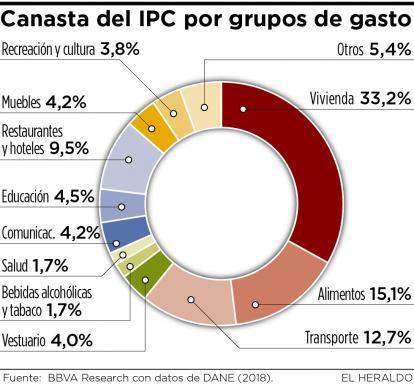 Canasta del IPC por grupos de gasto
Recreación y cultura 3,8%
Otros 5,4%
Muebles 4,2%
Vivienda 33,2%
Restaurantes
y hoteles 9,5%
Educación 4,5%
Comunicac. 4,2%
Salud 1,7%
Alimentos 15,1%
Bebidas alcohólicas
y tabaco 1,7%
Transporte 12,7%
Vestuario 4,0%
Fuente: BBVA Research con datos de DANE (2018).
EL HERALDO